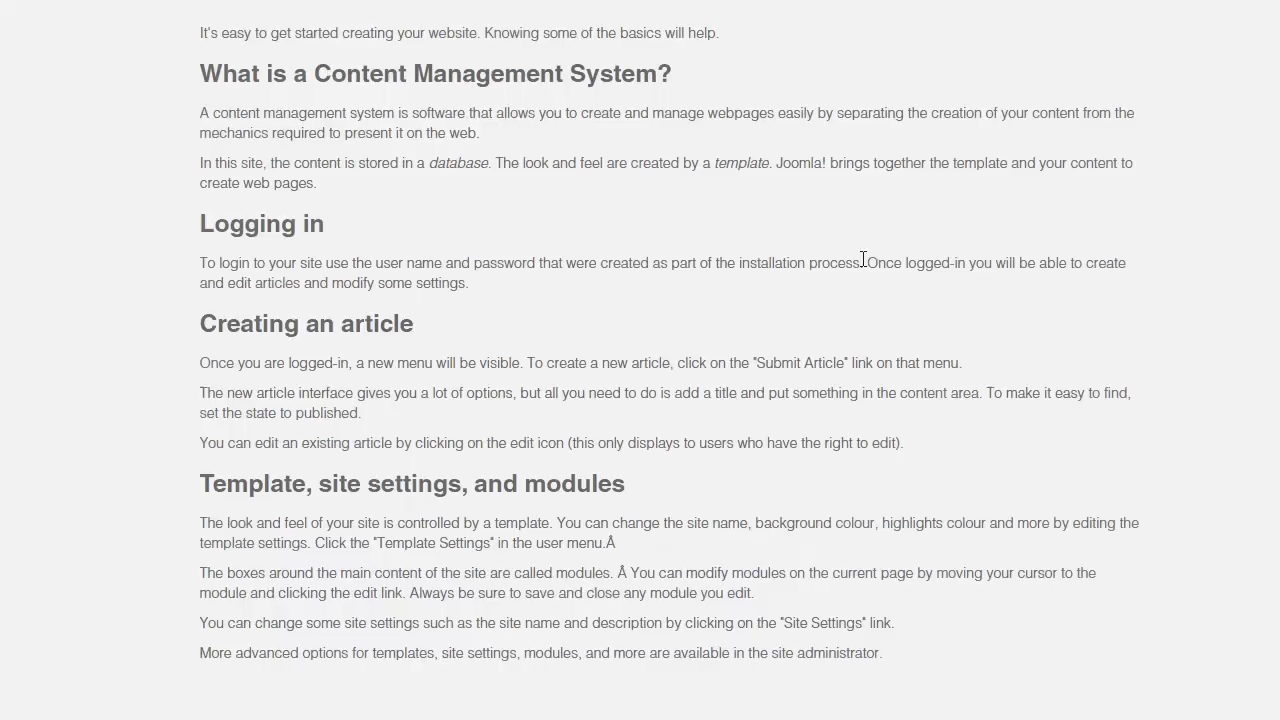 It's easy to get started creating your website. Knowing some of the basics will help.
What is a Content Management System?
A content management system is software that allows you to create and manage webpages easily by separating the creation of your content from the
mechanics required to present it on the web.
In this site, the content is stored in a database. The look and feel are created by a template. Joomla! brings together the template and your content to
create web pages.
Logging in
To login to your site use the user name and password that were created as part of the installation process. Once logged-in you will be able to create
and edit articles and modify some settings.
Creating an article
Once you are logged-in, a new menu will be visible. To create a new article, click on the "Submit Article" link on that menu.
The new article interface gives you a lot of options, but all you need to do is add a title and put something in the content area. To make it easy to find,
set the state to published.
You can edit an existing article by clicking on the edit icon (this only displays to users who have the right to edit).
Template, site settings, and modules
The look and feel of your site is controlled by a template. You can change the site name, background colour, highlights colour and more by editing the
template settings. Click the "Template Settings" in the user menu.Â
The boxes around the main content of the site are called modules. Â You can modify modules on the current page by moving your cursor to the
module and clicking the edit link. Always be sure to save and close any module you edit.
You can change some site settings such as the site name and description by clicking on the "Site Settings" link.
More advanced options for templates, site settings, modules, and more are available in the site administrator.